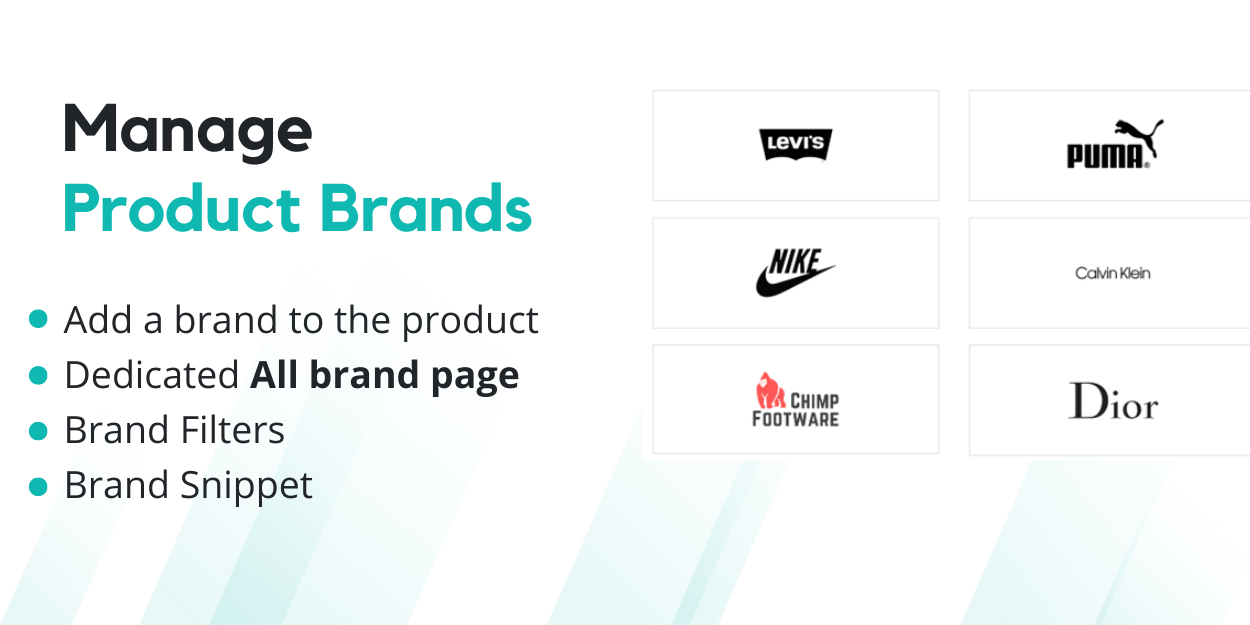 Manage
Product Brands
Add a brand to the product
Dedicated All brand page
Brand Filters
Brand Snippet
LEVI'S
PUMA®
NIKE
Calvin Klein
CHIMP
FOOTWARE
Dior